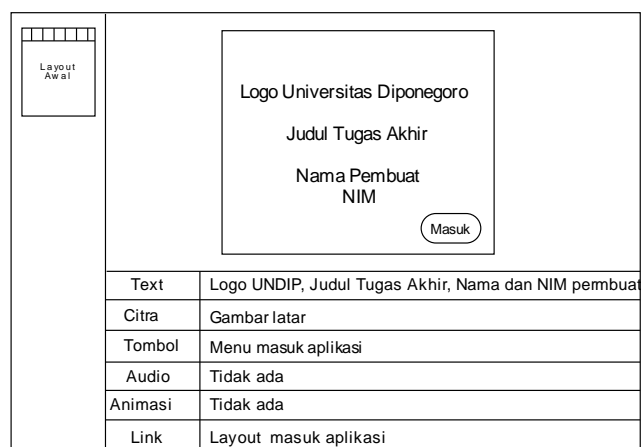 Layout
Awal
Logo Universitas Diponegoro
Judul Tugas Akhir
Nama Pembuat
NIM
Masuk
Text Logo UNDIP, Judul Tugas Akhir, Nama dan NIM permbuat
Citra Gambar latar
Tombol Menu masuk aplikasi
Audio Tidak ada
Animasi Tidak ada
Link Layout masuk aplikasi